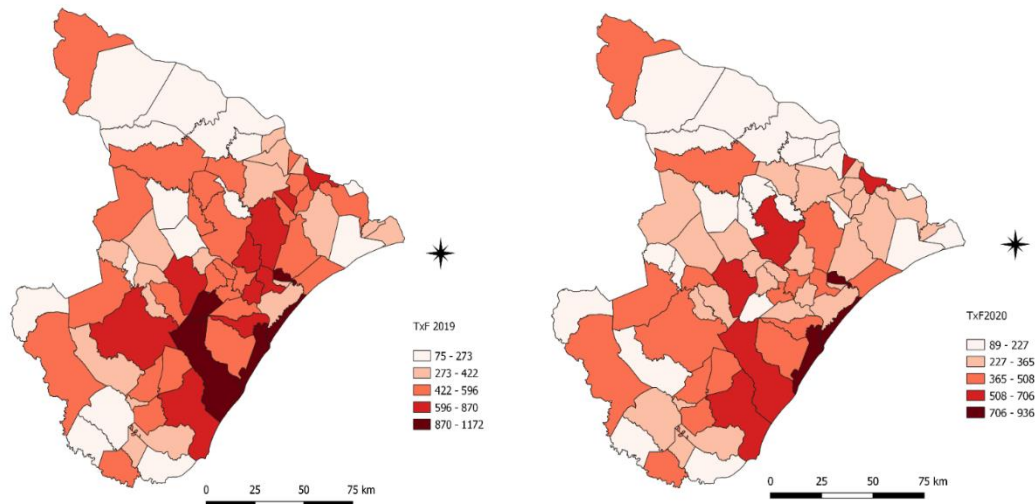 TxF 2019
75 - 273
273 - 422
422 - 596
596 - 870
870 - 1172
0 25 50 75 km
TxF2020
89 - 227
227 - 365
365 - 508
508 - 706
706 - 936
0 25 50 75 km